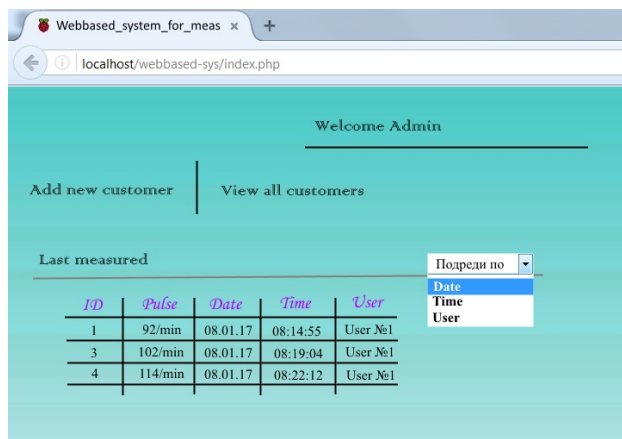 Webbased_system_for_meas × +
localhost/webbased-sys/index.php
Welcome Admin
Add new customer View all customers
Last measured Подреди по
Date
Time
User
ID Pulse Date Time User
1 92/min 08.01.17 08:14:55 User №1
3 102/min 08.01.17 08:19:04 User №1
4 114/min 08.01.17 08:22:12 User №1